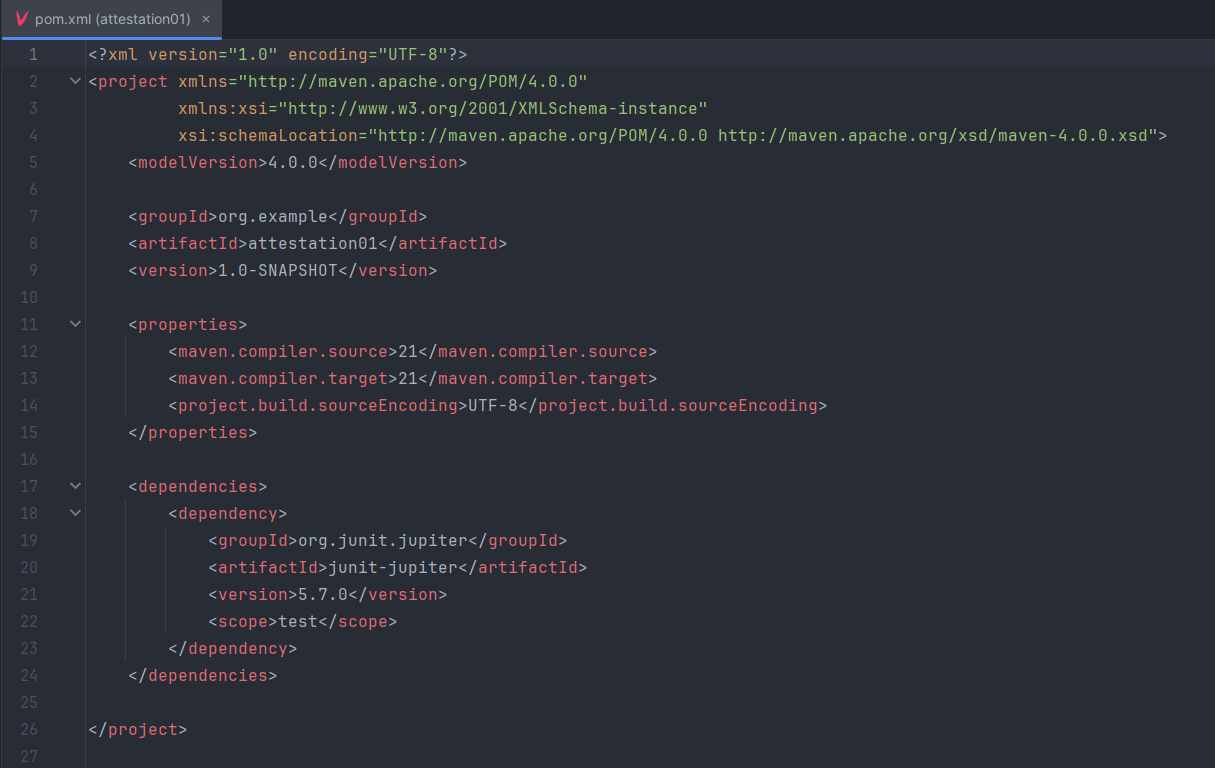 pom.xml (attestation01) ×
1 <?xml version="1.0" encoding="UTF-8"?>
2 <project xmlns="http://maven.apache.org/POM/4.0.0"
3          xmlns:xsi="http://www.w3.org/2001/XMLSchema-instance"
4          xsi:schemaLocation="http://maven.apache.org/POM/4.0.0 http://maven.apache.org/xsd/maven-4.0.0.xsd">
5     <modelVersion>4.0.0</modelVersion>
6
7     <groupId>org.example</groupId>
8     <artifactId>attestation01</artifactId>
9     <version>1.0-SNAPSHOT</version>
10
11     <properties>
12         <maven.compiler.source>21</maven.compiler.source>
13         <maven.compiler.target>21</maven.compiler.target>
14         <project.build.sourceEncoding>UTF-8</project.build.sourceEncoding>
15     </properties>
16
17     <dependencies>
18         <dependency>
19             <groupId>org.junit.jupiter</groupId>
20             <artifactId>junit-jupiter</artifactId>
21             <version>5.7.0</version>
22             <scope>test</scope>
23         </dependency>
24     </dependencies>
25
26 </project>
27